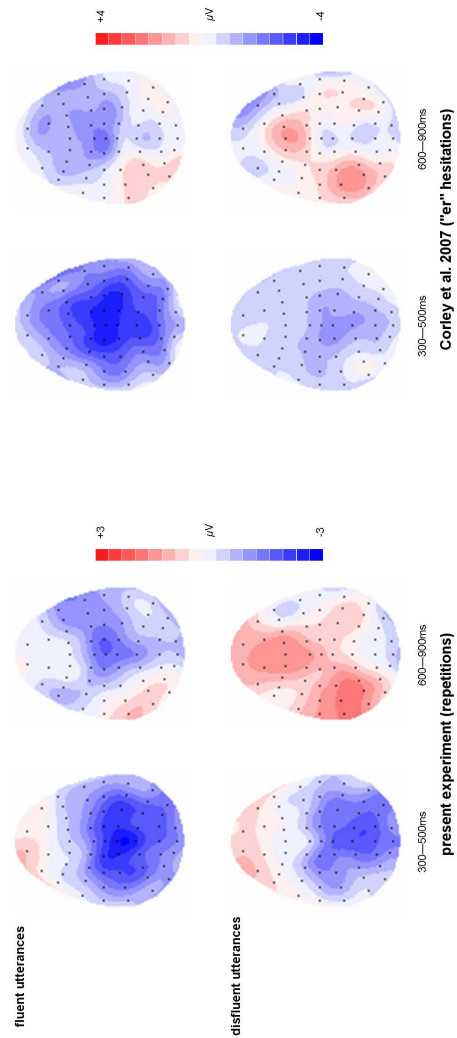 fluent utterances
disfluent utterances
300—500ms
600—900ms
present experiment (repetitions)
+3
µV
-3
300—500ms
600—900ms
Corley et al. 2007 ("er" hesitations)
+4
µV
-4